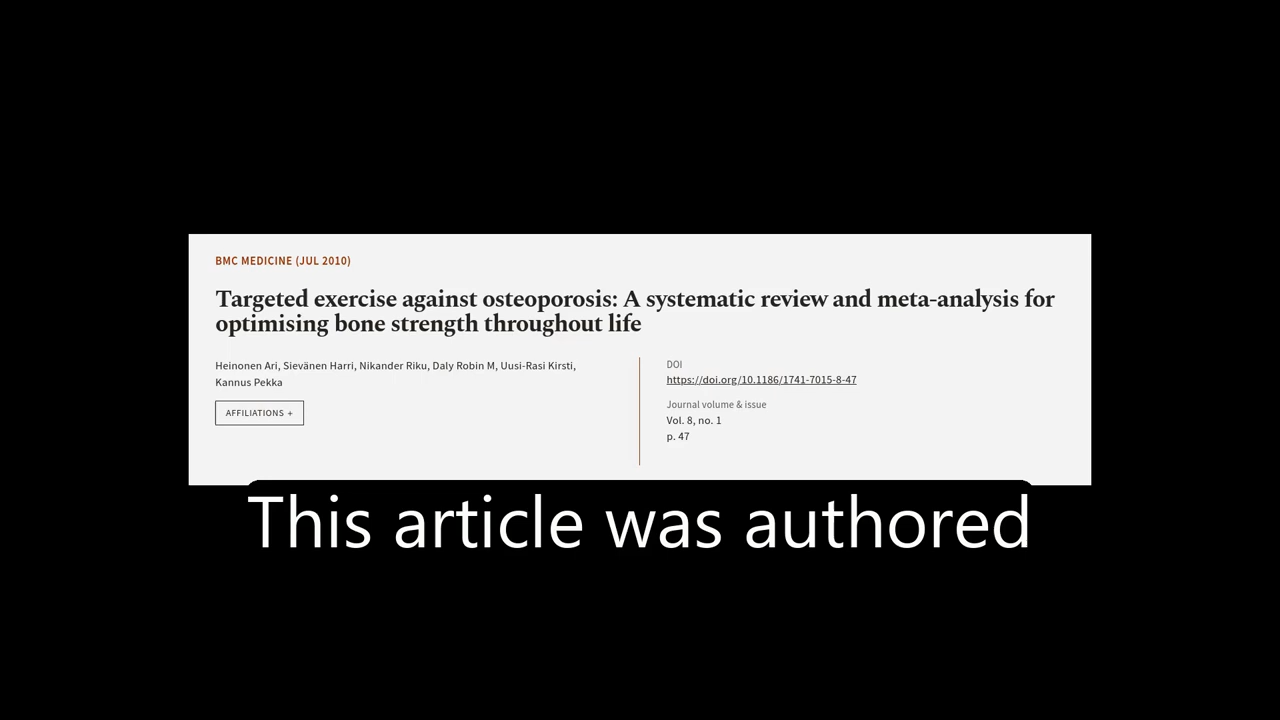 BMC MEDICINE (JUL 2010)
Targeted exercise against osteoporosis: A systematic review and meta-analysis for
optimising bone strength throughout life
Heinonen Ari, Sievänen Harri, Nikander Riku, Daly Robin M, Uusi-Rasi Kirsti,
Kannus Pekka
AFFILIATIONS +
DOI
https://doi.org/10.1186/1741-7015-8-47
Journal volume & issue
Vol. 8, no. 1
p. 47
This article was authored